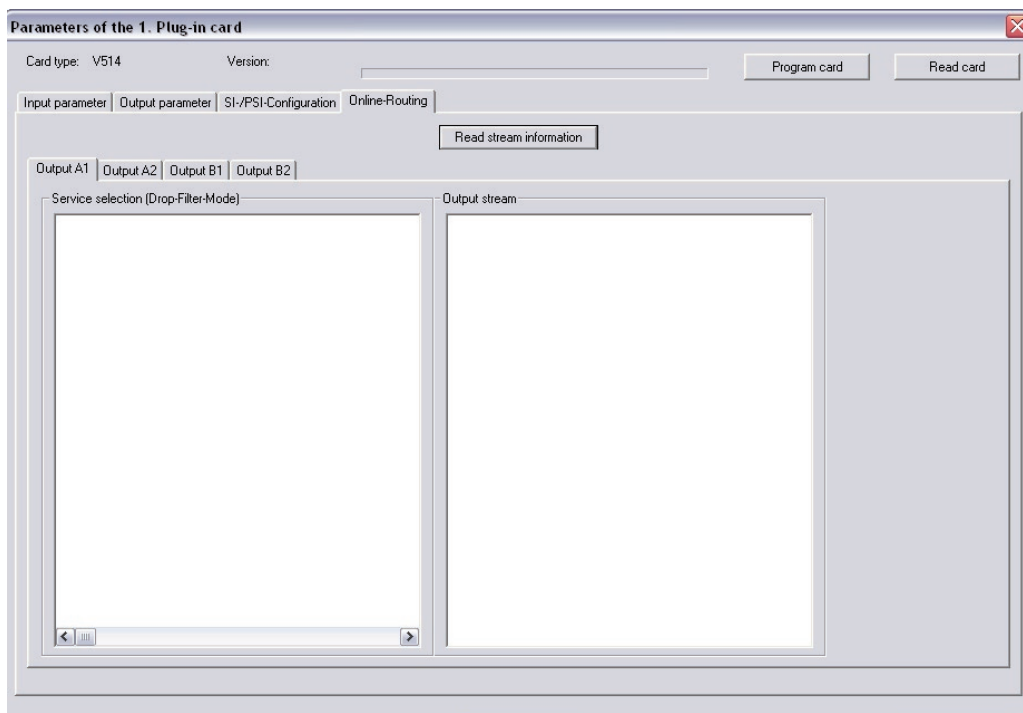 Parameters of the 1. Plug-in card
Card type: V514 Version: Program card Read card
Input parameter Output parameter SI-/PSI-Configuration Online-Routing
Read stream information
Output A1 Output A2 Output B1 Output B2
Service selection (Drop-Filter-Mode) Output stream